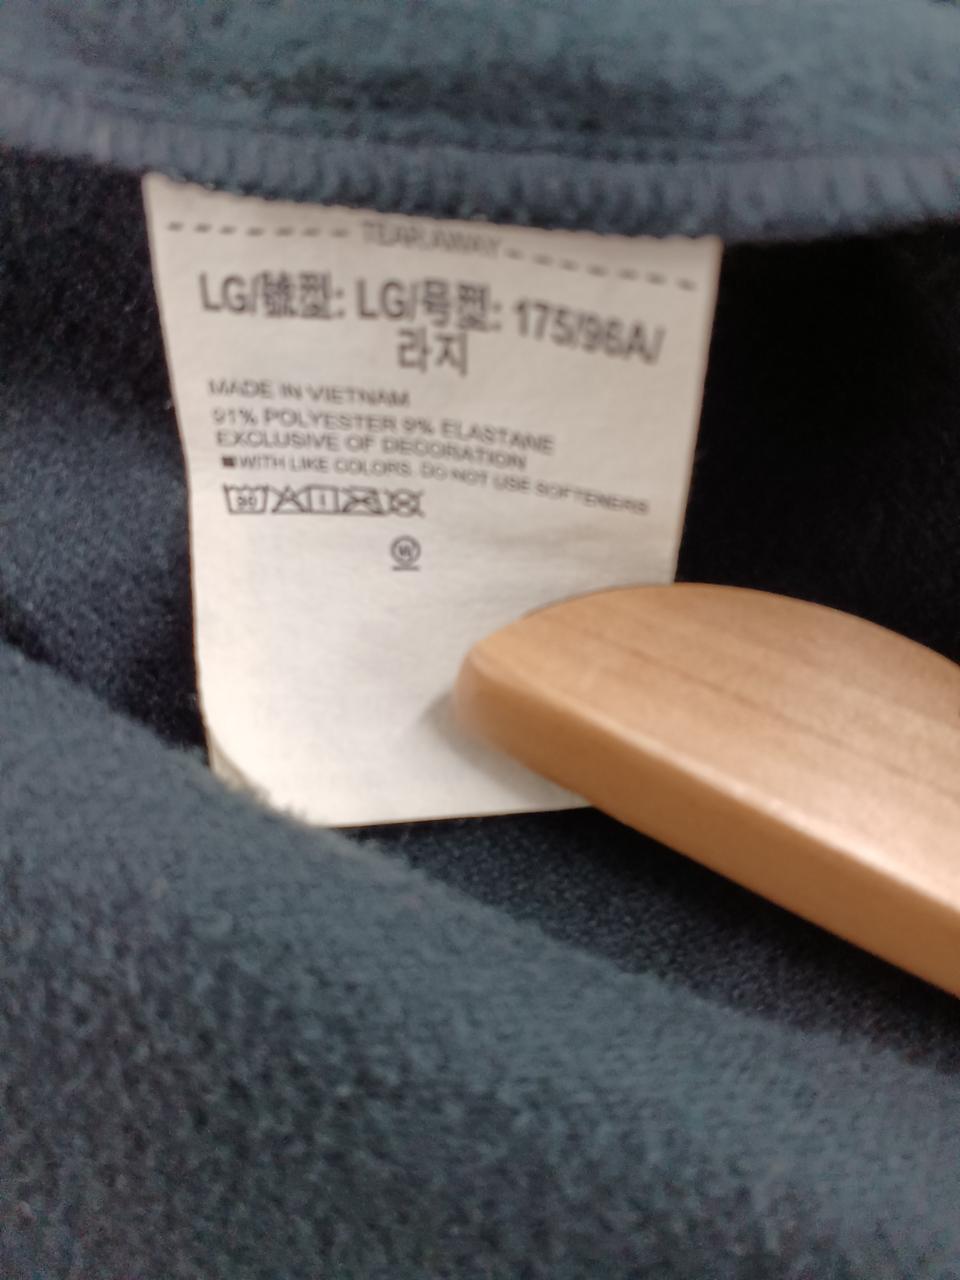 TEAR AWAY
LG/號型: LG/号型: 175/96A/
라지
MADE IN VIETNAM
91% POLYESTER 9% ELASTANE
EXCLUSIVE OF DECORATION
WITH LIKE COLORS. DO NOT USE SOFTENERS
30
W